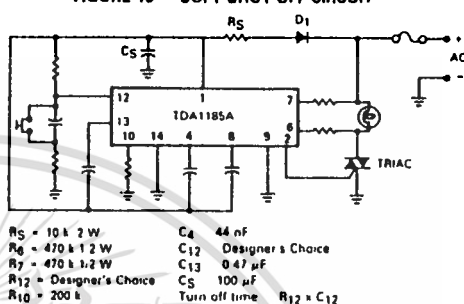 FIGURE 19 — SOFT SHUT-OFF CIRCUIT
RS D1
+
CS
AC
–
12 1 7
13 TDA1185A 6
10 14 4 8 9 2
TRIAC
RS = 10 k 2 W C4 44 nF
R6 = 470 k 1 2 W C12 Designer's Choice
R7 = 470 k 1/2 W C13 0 47 µF
R12 = Designer's Choice CS 100 µF
R10 = 200 k Turn off time R12 x C12